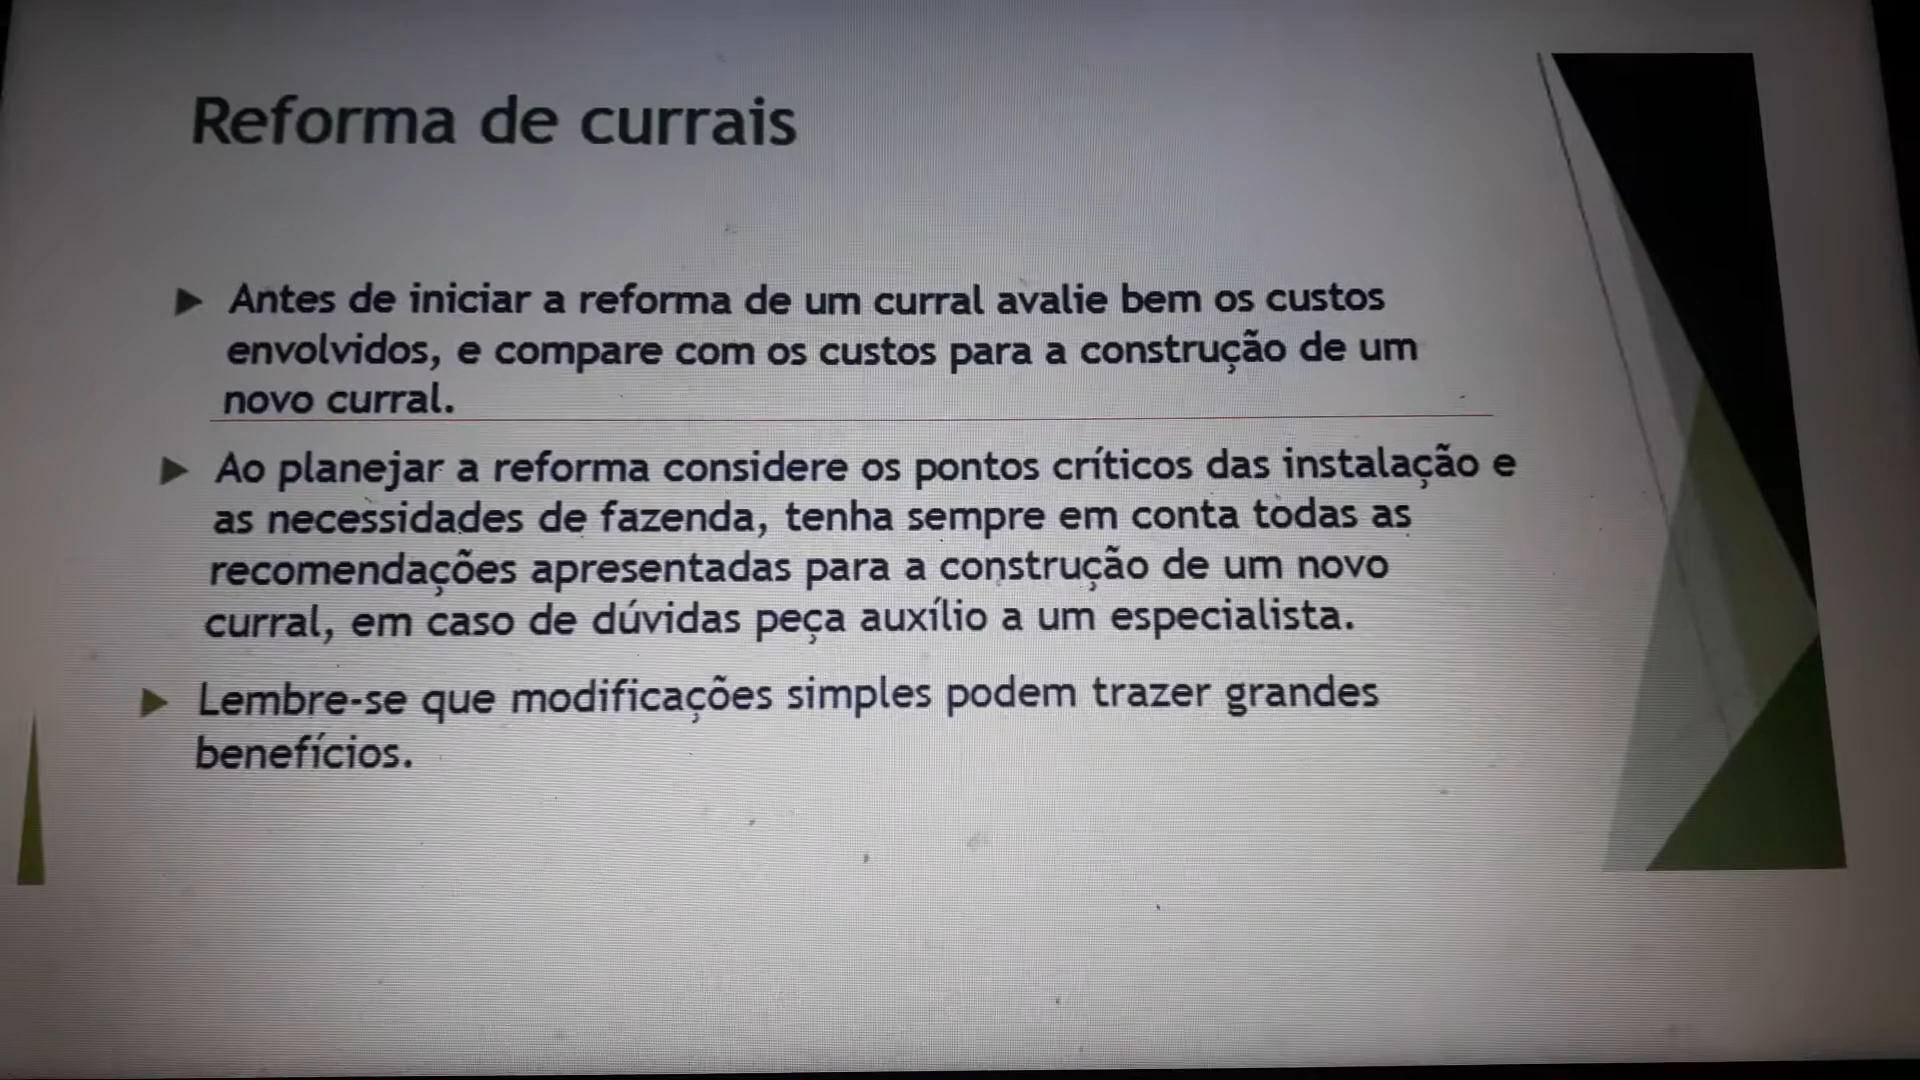 Reforma de currais
Antes de iniciar a reforma de um curral avalie bem os custos
envolvidos, e compare com os custos para a construção de um
novo curral.
Ao planejar a reforma considere os pontos críticos das instalação e
as necessidades de fazenda, tenha sempre em conta todas as
recomendações apresentadas para a construção de um novo
curral, em caso de dúvidas peça auxílio a um especialista.
Lembre-se que modificações simples podem trazer grandes
benefícios.